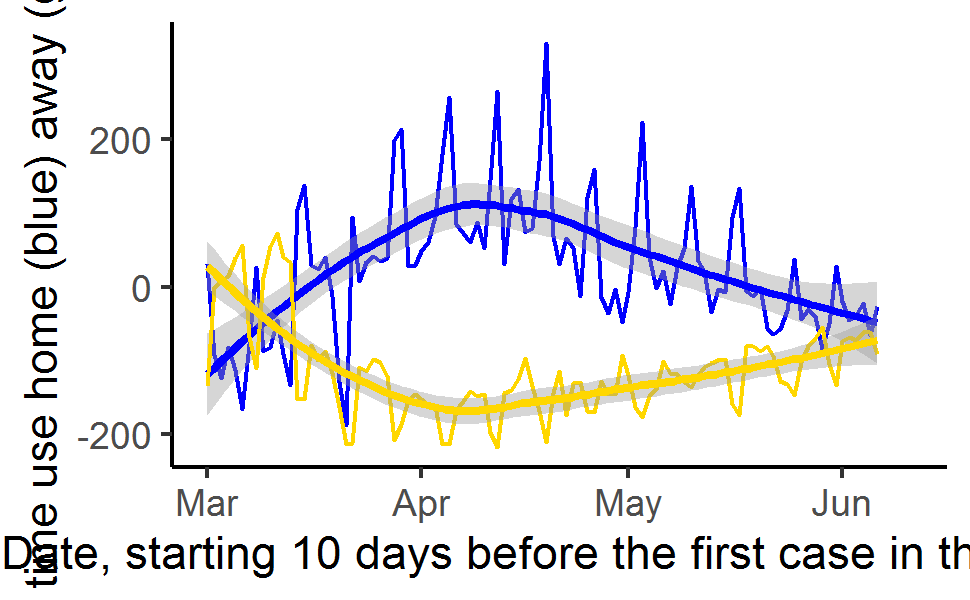 time use home (blue) away (
200
0
-200
Mar Apr May Jun
Date, starting 10 days before the first case in th